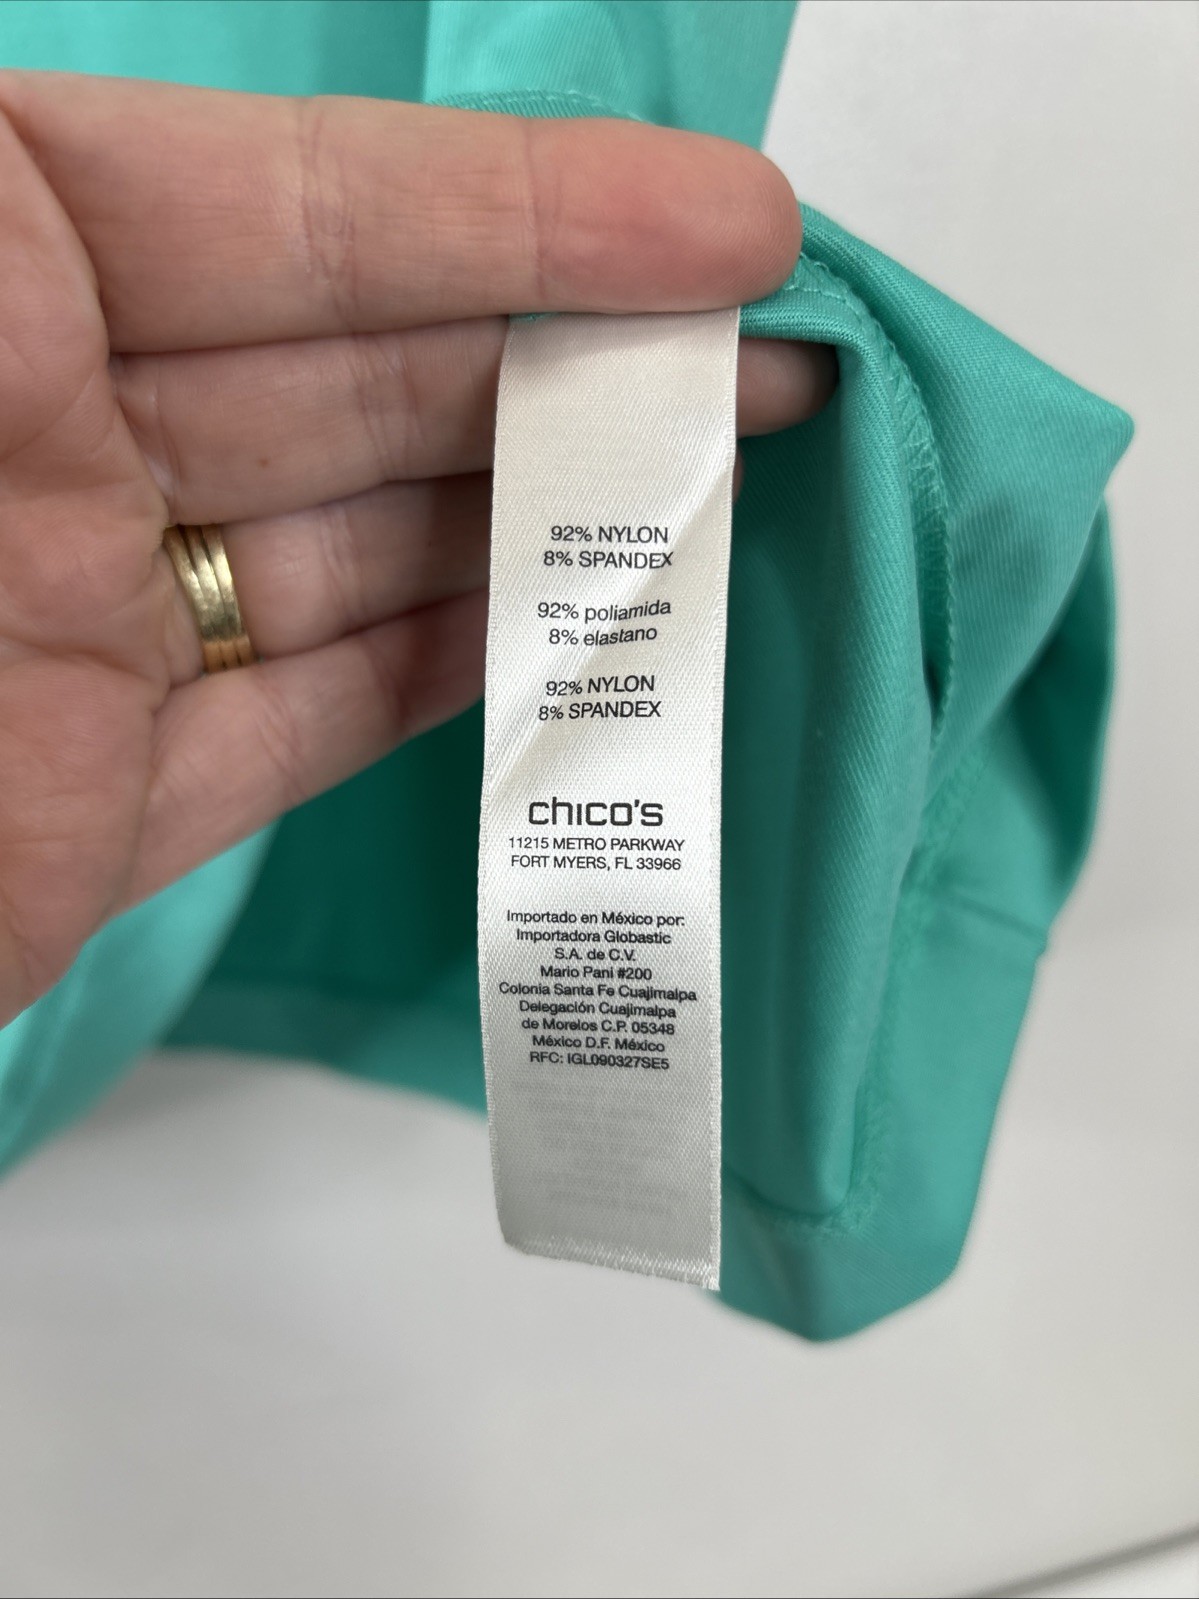 92% NYLON
8% SPANDEX
92% poliamida
8% elastano
92% NYLON
8% SPANDEX
chico's
11215 METRO PARKWAY
FORT MYERS, FL 33966
Importado en México por:
Importadora Globastic
S.A. de C.V.
Mario Pani #200
Colonia Santa Fe Cuajimalpa
Delegación Cuajimalpa
de Morelos C.P. 05348
México D.F. México
RFC: IGL090327SE5